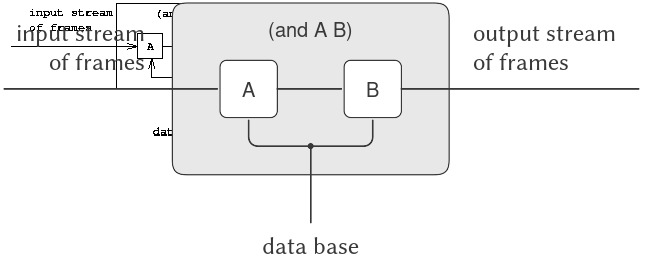 input stream
of frames
(an
A
dat
input stream
of frames
(and A B)
A
B
output stream
of frames
data base